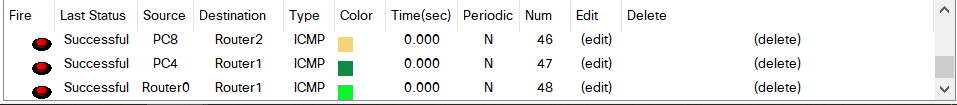 Fire Last Status Source Destination Type Color Time(sec) Periodic Num Edit Delete
Successful PC8 Router2 ICMP 0.000 N 46 (edit) (delete)
Successful PC4 Router1 ICMP 0.000 N 47 (edit) (delete)
Successful Router0 Router1 ICMP 0.000 N 48 (edit) (delete)